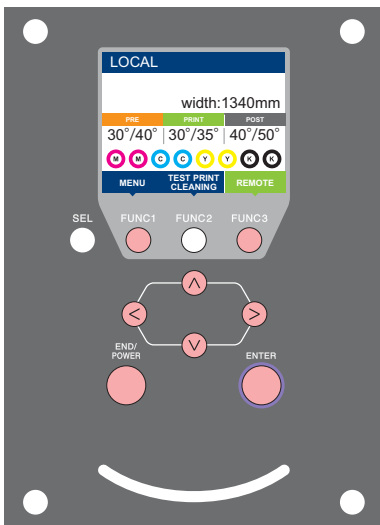 LOCAL
width:1340mm
PRE PRINT POST
30°/40° 30°/35° 40°/50°
M M C C Y Y K K
MENU TEST PRINT CLEANING REMOTE
SEL FUNC1 FUNC2 FUNC3
< ∧ ∨ >
END/
POWER
ENTER